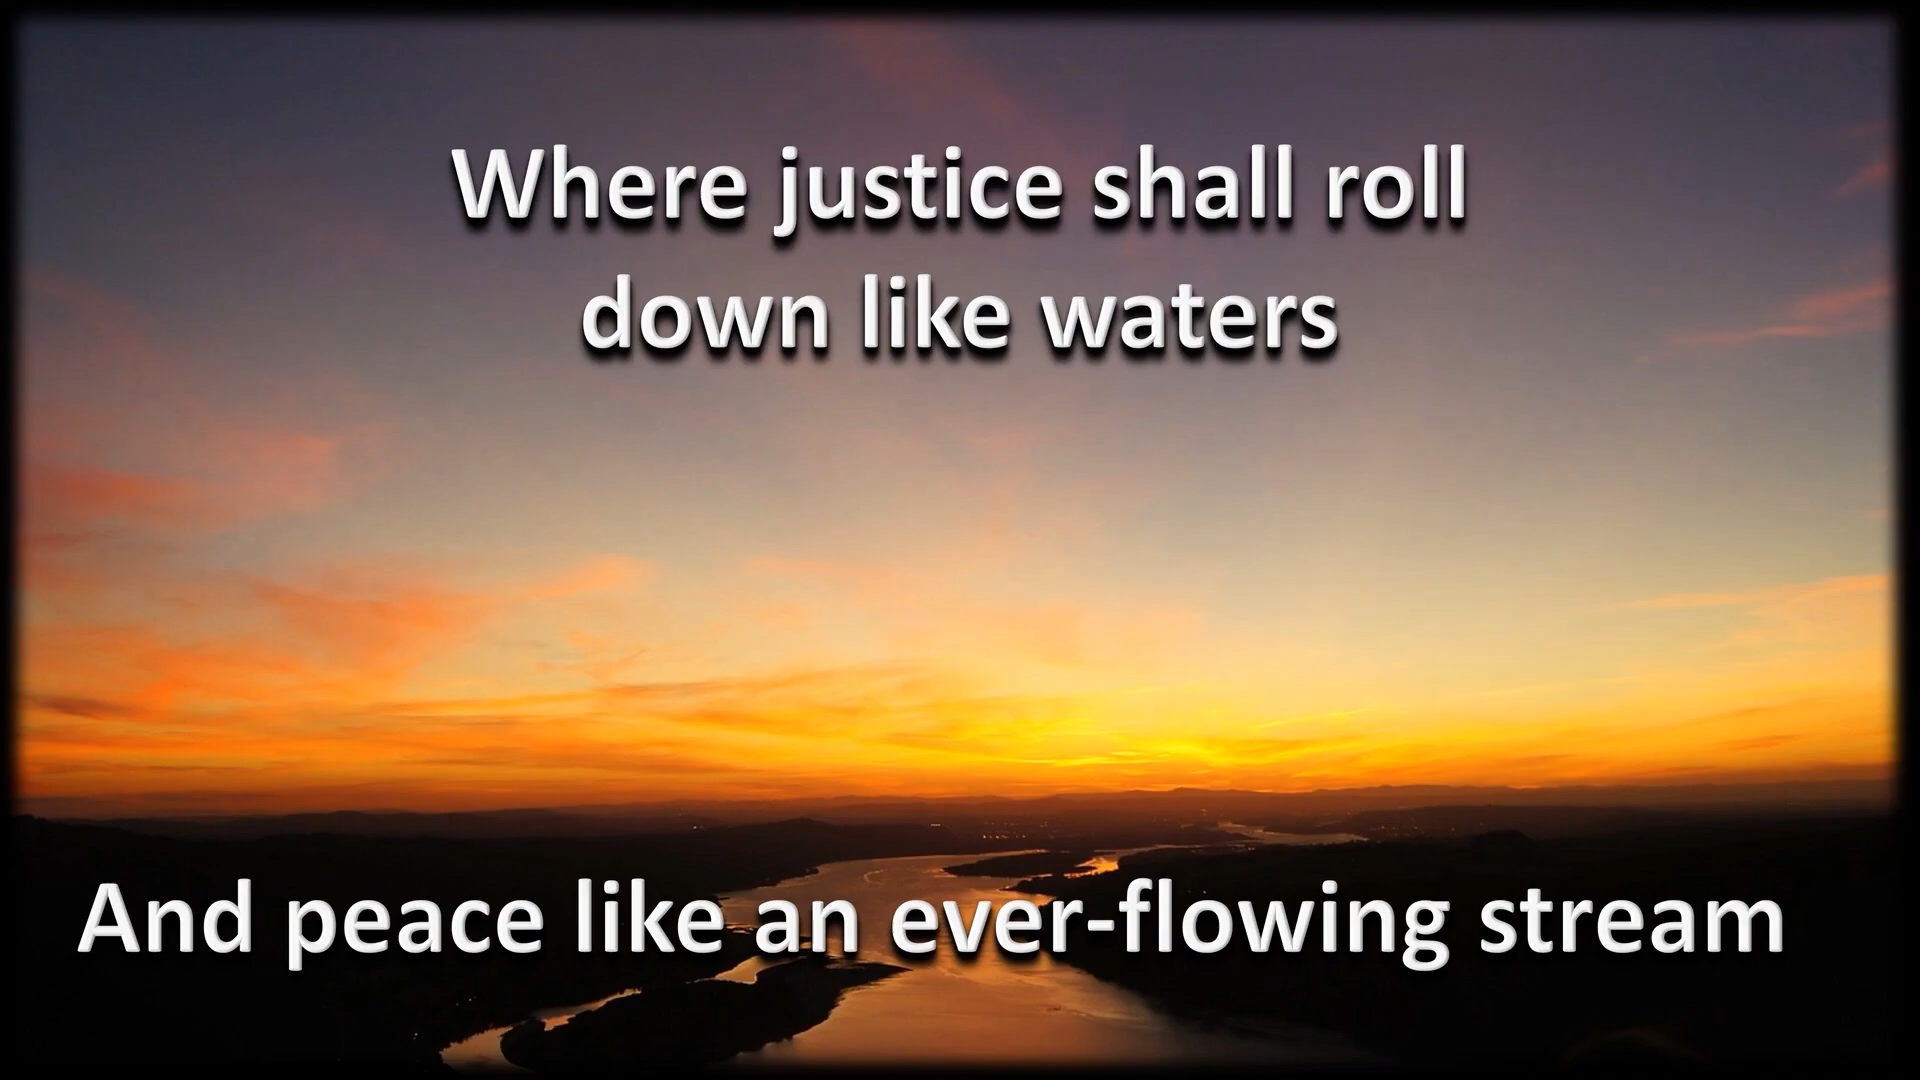 Where justice shall roll
down like waters
And peace like an ever-flowing stream